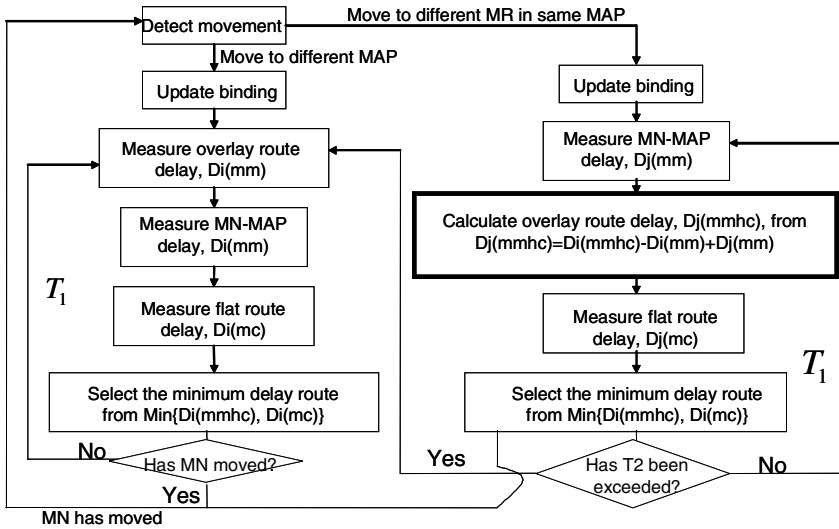 Detect movement
Move to different MR in same MAP
Move to different MAP
Update binding
Measure overlay route
delay, Di(mm)
Measure MN-MAP
delay, Di(mm)
T1
Measure flat route
delay, Di(mc)
Select the minimum delay route
from Min{Di(mmhc), Di(mc)}
No
Has MN moved?
Yes
MN has moved
Update binding
Measure MN-MAP
delay, Dj(mm)
Calculate overlay route delay, Dj(mmhc), from
Dj(mmhc)=Di(mmhc)-Di(mm)+Dj(mm)
Measure flat route
delay, Dj(mc)
T1
Select the minimum delay route
from Min{Di(mmhc), Di(mc)}
Yes
Has T2 been
exceeded?
No